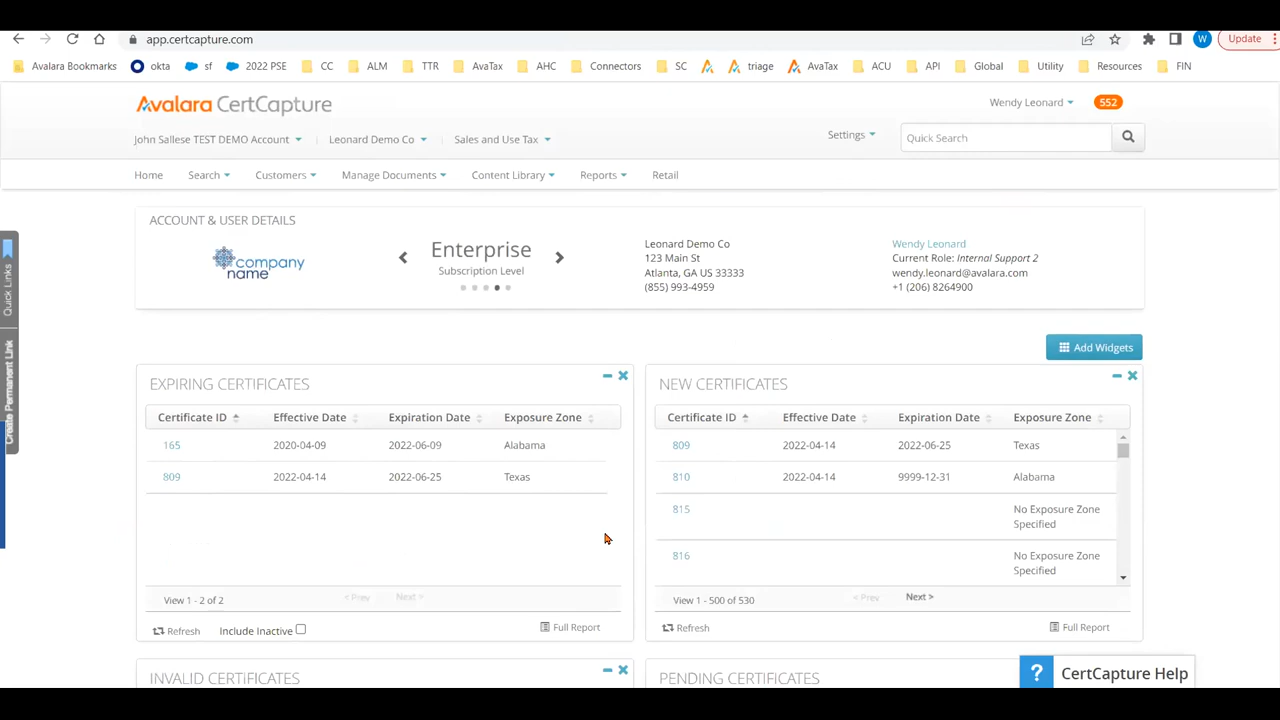 app.certcapture.com
W
Update
Avalara Bookmarks okta sf 2022 PSE CC ALM TTR AvaTax AHC Connectors SC triage AvaTax ACU API Global Utility Resources FIN
Avalara CertCapture
Wendy Leonard 552
John Sallese TEST DEMO Account Leonard Demo Co Sales and Use Tax
Settings
Quick Search
Home Search Customers Manage Documents Content Library Reports Retail
Quick Links
Create Permanent Link
ACCOUNT & USER DETAILS
company
name
Enterprise
Subscription Level
Leonard Demo Co
123 Main St
Atlanta, GA US 33333
(855) 993-4959
Wendy Leonard
Current Role: Internal Support 2
wendy.leonard@avalara.com
+1 (206) 8264900
Add Widgets
EXPIRING CERTIFICATES
Certificate ID Effective Date Expiration Date Exposure Zone
165 2020-04-09 2022-06-09 Alabama
809 2022-04-14 2022-06-25 Texas
View 1 - 2 of 2 < Prev Next >
Refresh Include Inactive Full Report
NEW CERTIFICATES
Certificate ID Effective Date Expiration Date Exposure Zone
809 2022-04-14 2022-06-25 Texas
810 2022-04-14 9999-12-31 Alabama
815 No Exposure Zone
Specified
816 No Exposure Zone
Specified
View 1 - 500 of 530 < Prev Next >
Refresh Full Report
INVALID CERTIFICATES
PENDING CERTIFICATES
? CertCapture Help